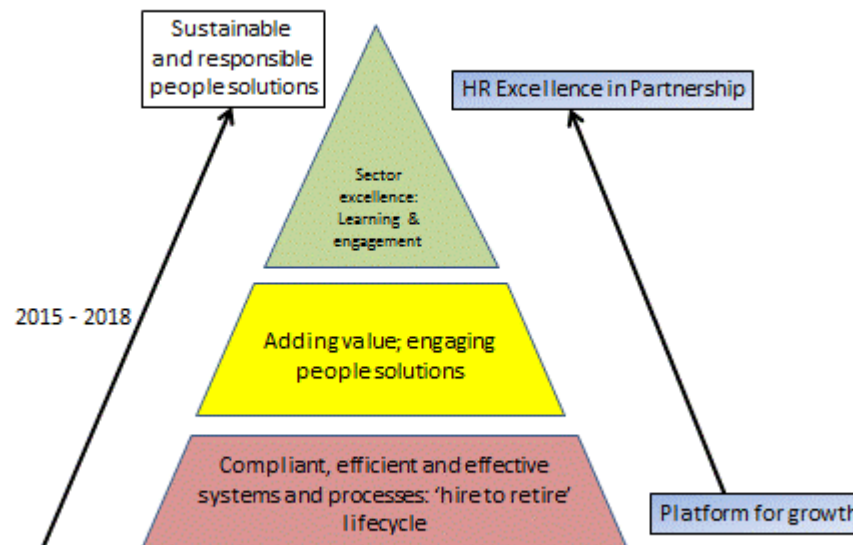 Sustainable
and responsible
people solutions
HR Excellence in Partnership
Sector
excellence:
Learning &
engagement
2015 - 2018
Adding value; engaging
people solutions
Compliant, efficient and effective
systems and processes: ‘hire to retire’
lifecycle
Platform for growth